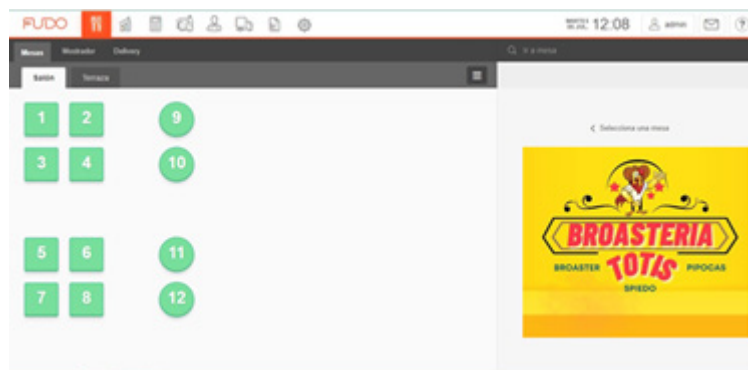 FUDO
12:08
admin
?
Mesas Mostrador Delivery
Ir a mesa
Salón Terraza
1 2 9
3 4 10
5 6 11
7 8 12
Selecciona una mesa
BROASTERIA
BROASTER TOTIS PIPOCAS
SPIEDO